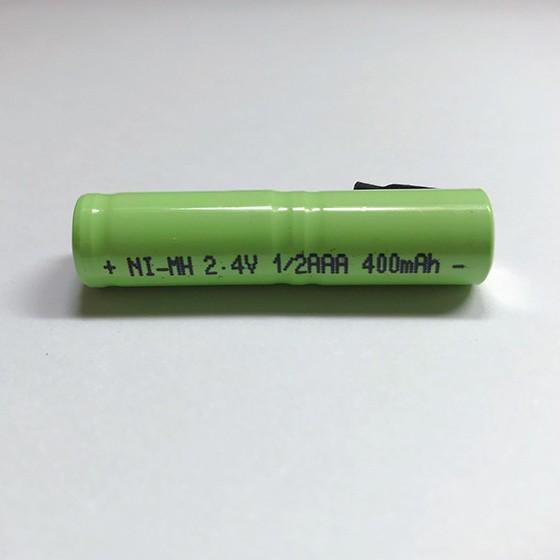 + NI-MH 2.4V 1/2AAA 400mAh -